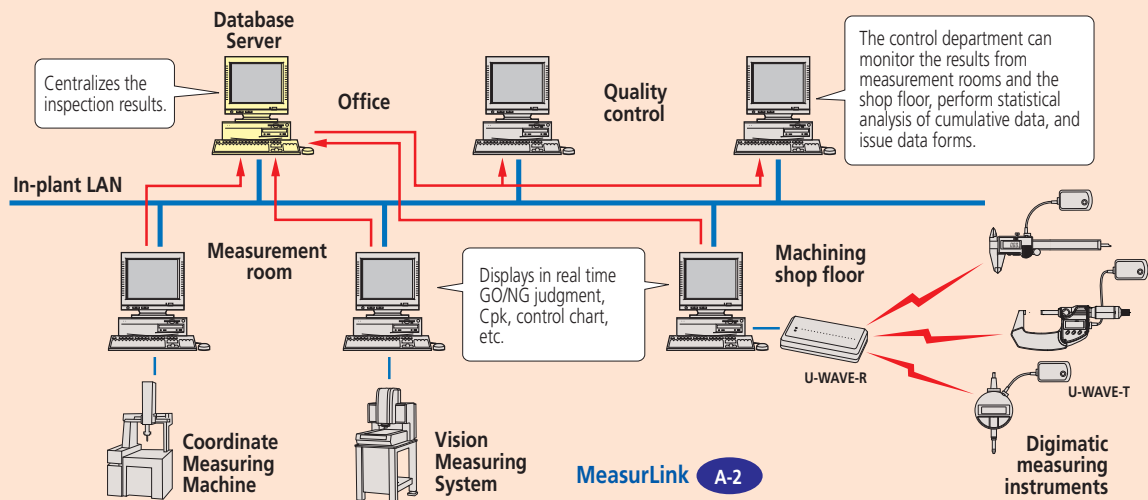 Database
Server
Centralizes the
inspection results.
Office
Quality
control
The control department can
monitor the results from
measurement rooms and the
shop floor, perform statistical
analysis of cumulative data, and
issue data forms.
In-plant LAN
Measurement
room
Displays in real time
GO/NG judgment,
Cpk, control chart,
etc.
Machining
shop floor
U-WAVE-R
U-WAVE-T
Coordinate
Measuring
Machine
Vision
Measuring
System
MeasurLink A-2
Digimatic
measuring
instruments